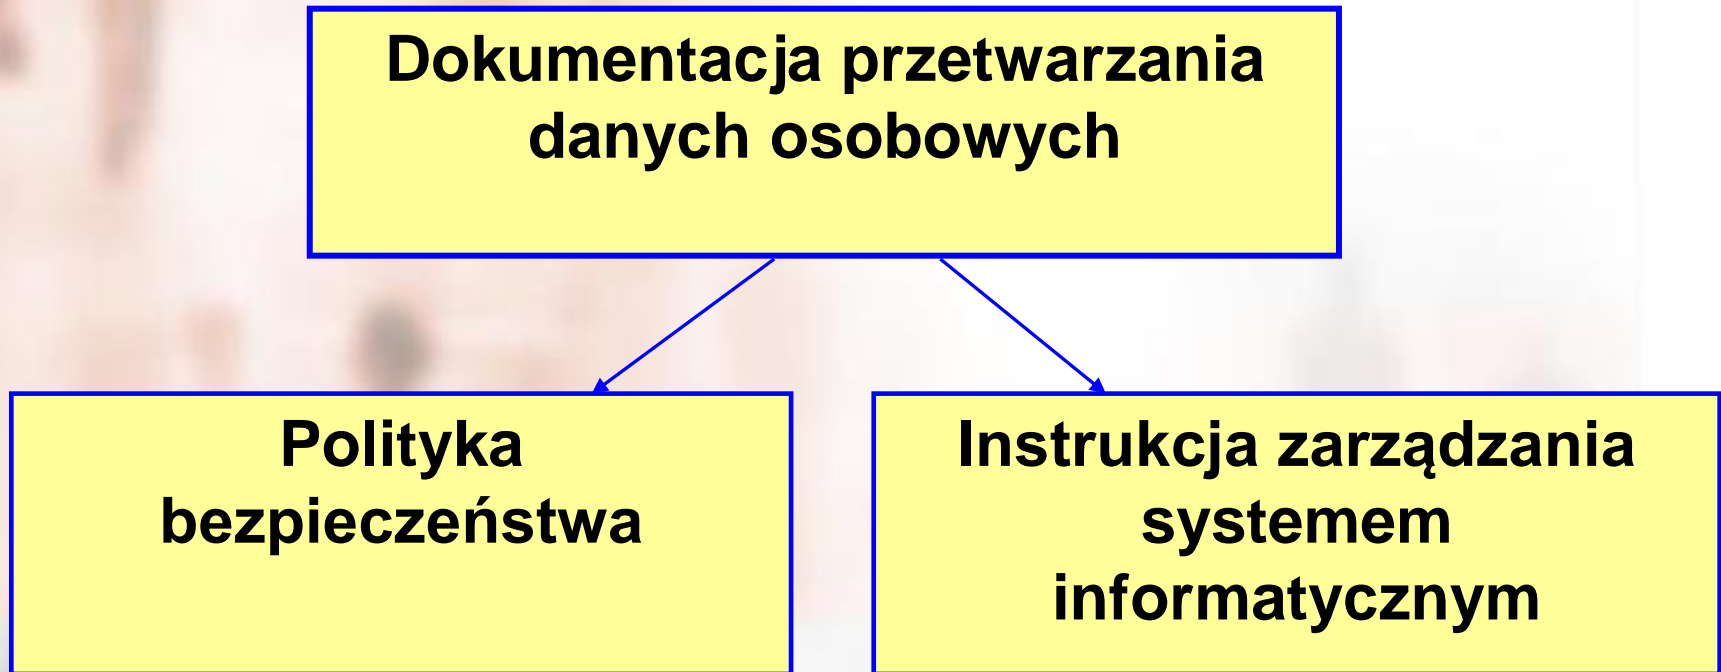 Dokumentacja przetwarzania
danych osobowych
Polityka
bezpieczeństwa
Instrukcja zarządzania
systemem
informatycznym